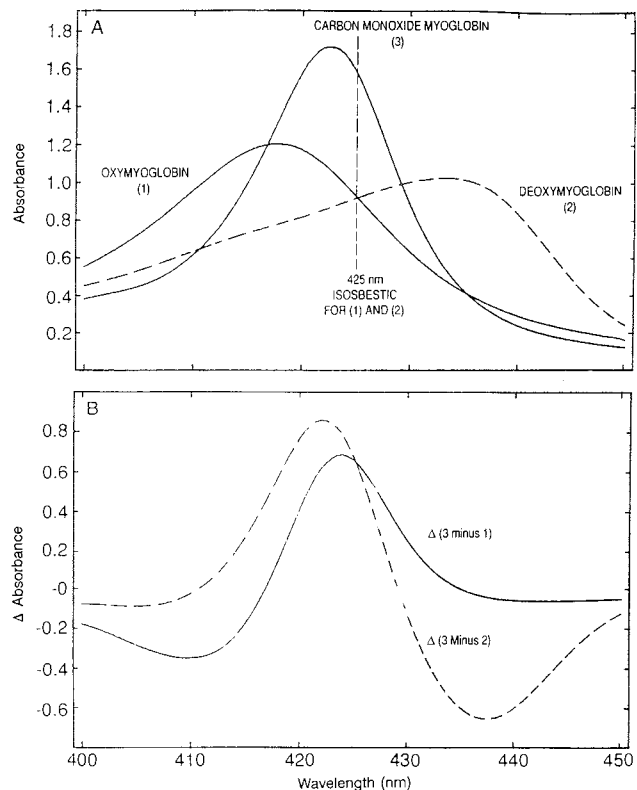 A
CARBON MONOXIDE MYOGLOBIN
(3)
1.8
1.6
1.4
1.2
1.0
0.8
0.6
0.4
0.2
Absorbance
OXYMYOGLOBIN
(1)
DEOXYMYOGLOBIN
(2)
425 nm
ISOSBESTIC
FOR (1) AND (2)
B
0.8
0.6
0.4
0.2
-0
-0.2
-0.4
-0.6
Δ Absorbance
Δ (3 minus 1)
Δ (3 Minus 2)
400
410
420
430
440
450
Wavelength (nm)